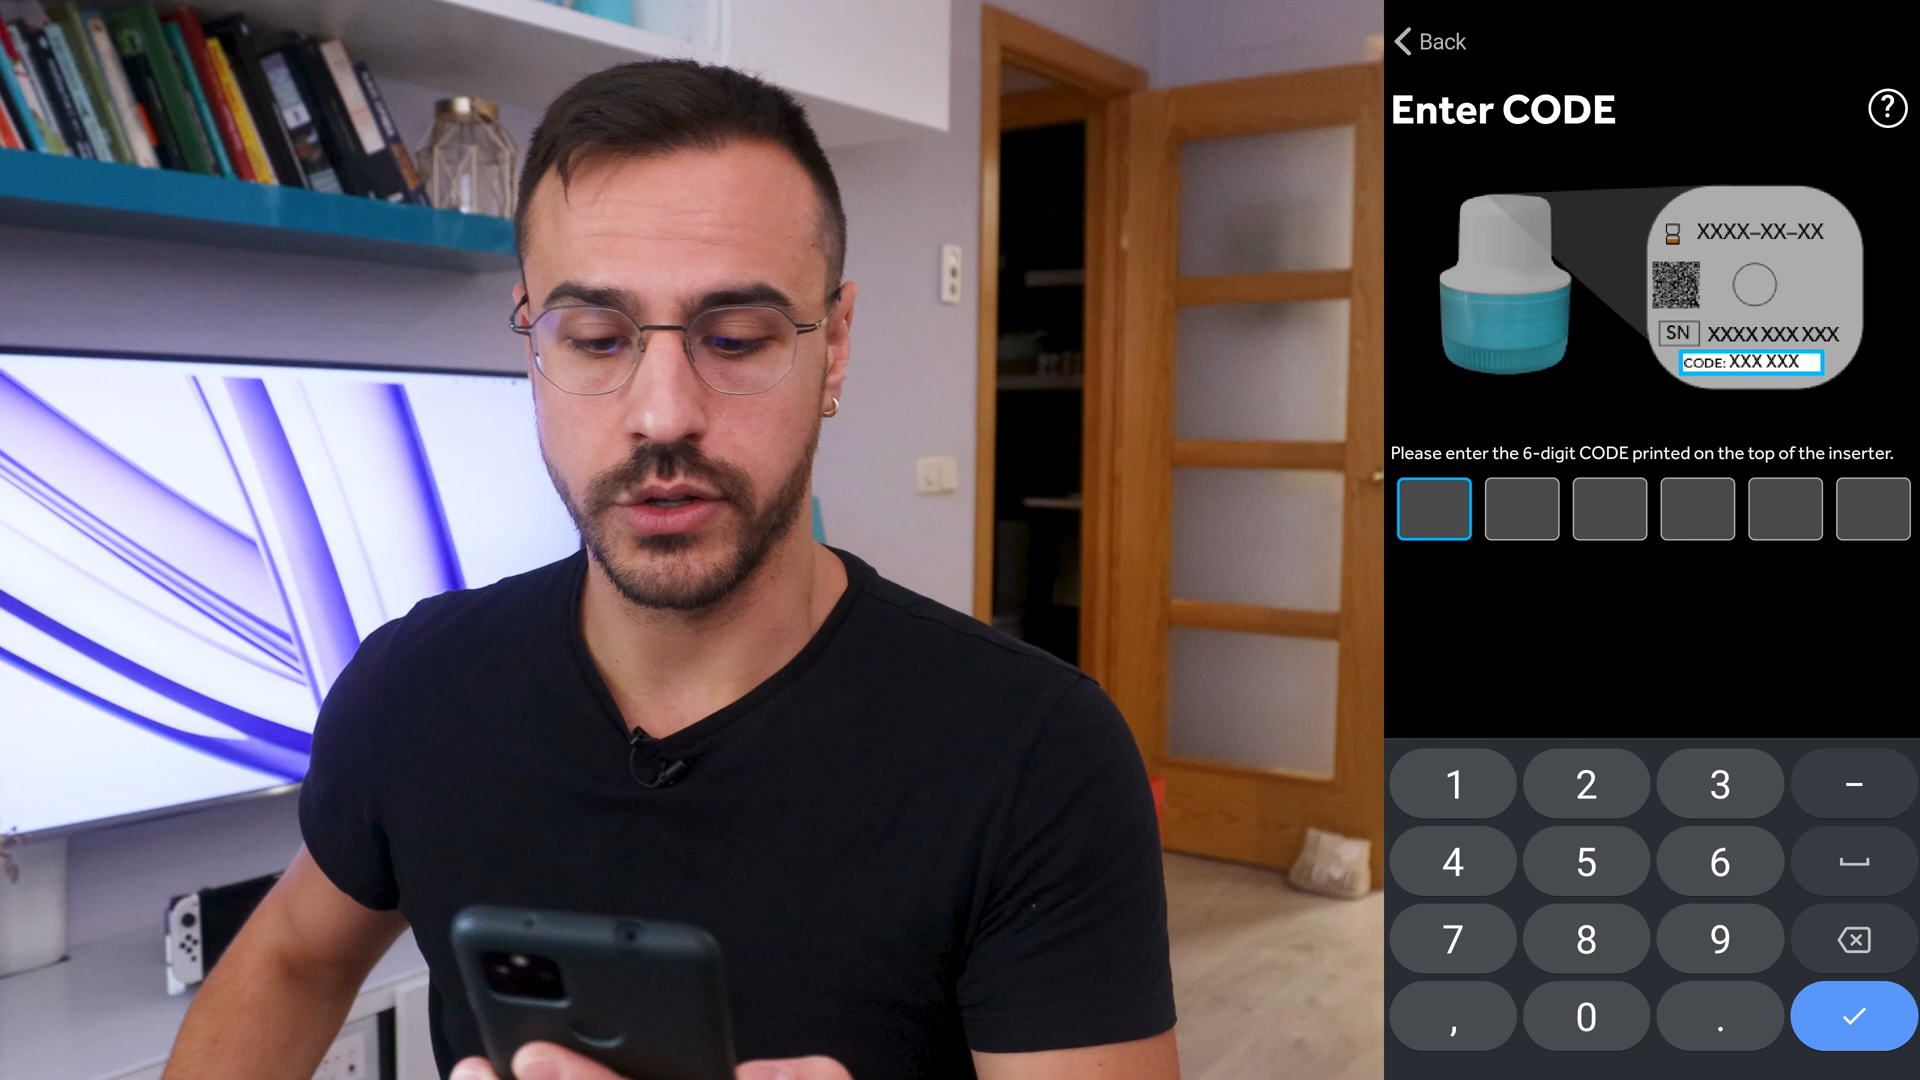 Back
Enter CODE
?
XXXX-XX-XX
SN XXXX XXX XXX
CODE: XXX XXX
Please enter the 6-digit CODE printed on the top of the inserter.
1 2 3 -
4 5 6
7 8 9
, 0 .